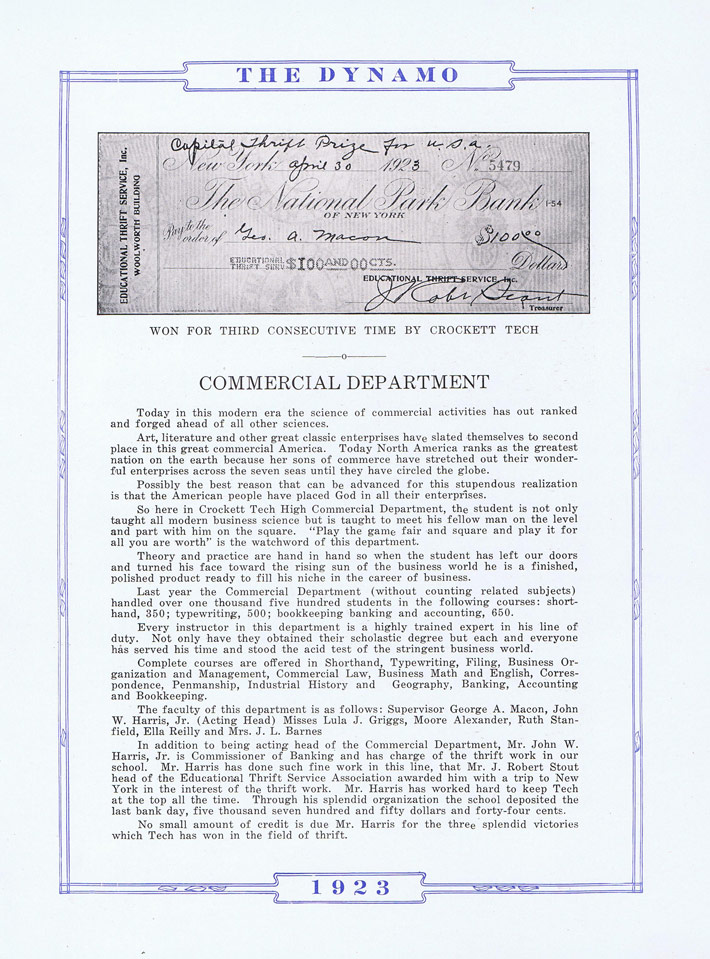 THE DYNAMO
EDUCATIONAL THRIFT SERVICE, Inc.
WOOLWORTH BUILDING
Capital Thrift Prize for U.S.A.
New York April 30 1923 No. 5479
The National Park Bank 1-54
OF NEW YORK
Pay to the
order of Geo. A. Macon $100.00
EDUCATIONAL
THRIFT SERV. $100 AND 00 CTS. Dollars
EDUCATIONAL THRIFT SERVICE, Inc.
J Robert Stout
Treasurer
WON FOR THIRD CONSECUTIVE TIME BY CROCKETT TECH
COMMERCIAL DEPARTMENT
Today in this modern era the science of commercial activities has out ranked
and forged ahead of all other sciences.
Art, literature and other great classic enterprises have slated themselves to second
place in this great commercial America. Today North America ranks as the greatest
nation on the earth because her sons of commerce have stretched out their wonder-
ful enterprises across the seven seas until they have circled the globe.
Possibly the best reason that can be advanced for this stupendous realization
is that the American people have placed God in all their enterprises.
So here in Crockett Tech High Commercial Department, the student is not only
taught all modern business science but is taught to meet his fellow man on the level
and part with him on the square. "Play the game fair and square and play it for
all you are worth" is the watchword of this department.
Theory and practice are hand in hand so when the student has left our doors
and turned his face toward the rising sun of the business world he is a finished,
polished product ready to fill his niche in the career of business.
Last year the Commercial Department (without counting related subjects)
handled over one thousand five hundred students in the following courses: short-
hand, 350; typewriting, 500; bookkeeping banking and accounting, 650.
Every instructor in this department is a highly trained expert in his line of
duty. Not only have they obtained their scholastic degree but each and everyone
has served his time and stood the acid test of the stringent business world.
Complete courses are offered in Shorthand, Typewriting, Filing, Business Or-
ganization and Management, Commercial Law, Business Math and English, Corres-
pondence, Penmanship, Industrial History and Geography, Banking, Accounting
and Bookkeeping.
The faculty of this department is as follows: Supervisor George A. Macon, John
W. Harris, Jr. (Acting Head) Misses Lula J. Griggs, Moore Alexander, Ruth Stan-
field, Ella Reilly and Mrs. J. L. Barnes
In addition to being acting head of the Commercial Department, Mr. John W.
Harris, Jr. is Commissioner of Banking and has charge of the thrift work in our
school. Mr. Harris has done such fine work in this line, that Mr. J. Robert Stout
head of the Educational Thrift Service Association awarded him with a trip to New
York in the interest of the thrift work. Mr. Harris has worked hard to keep Tech
at the top all the time. Through his splendid organization the school deposited the
last bank day, five thousand seven hundred and fifty dollars and forty-four cents.
No small amount of credit is due Mr. Harris for the three splendid victories
which Tech has won in the field of thrift.
1923